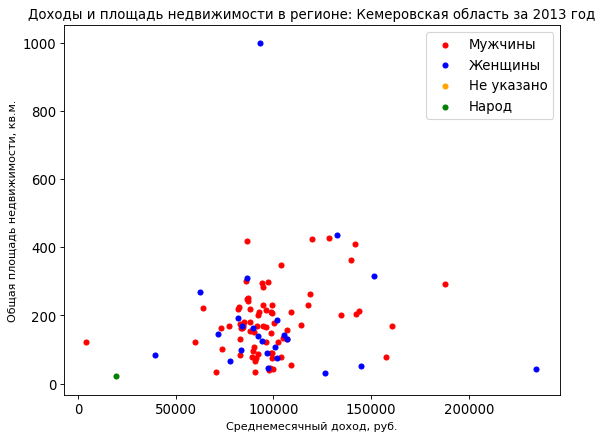 Доходы и площадь недвижимости в регионе: Кемеровская область за 2013 год
Мужчины
Женщины
Не указано
Народ
1000
800
600
400
200
0
Общая площадь недвижимости, кв.м.
0 50000 100000 150000 200000
Среднемесячный доход, руб.